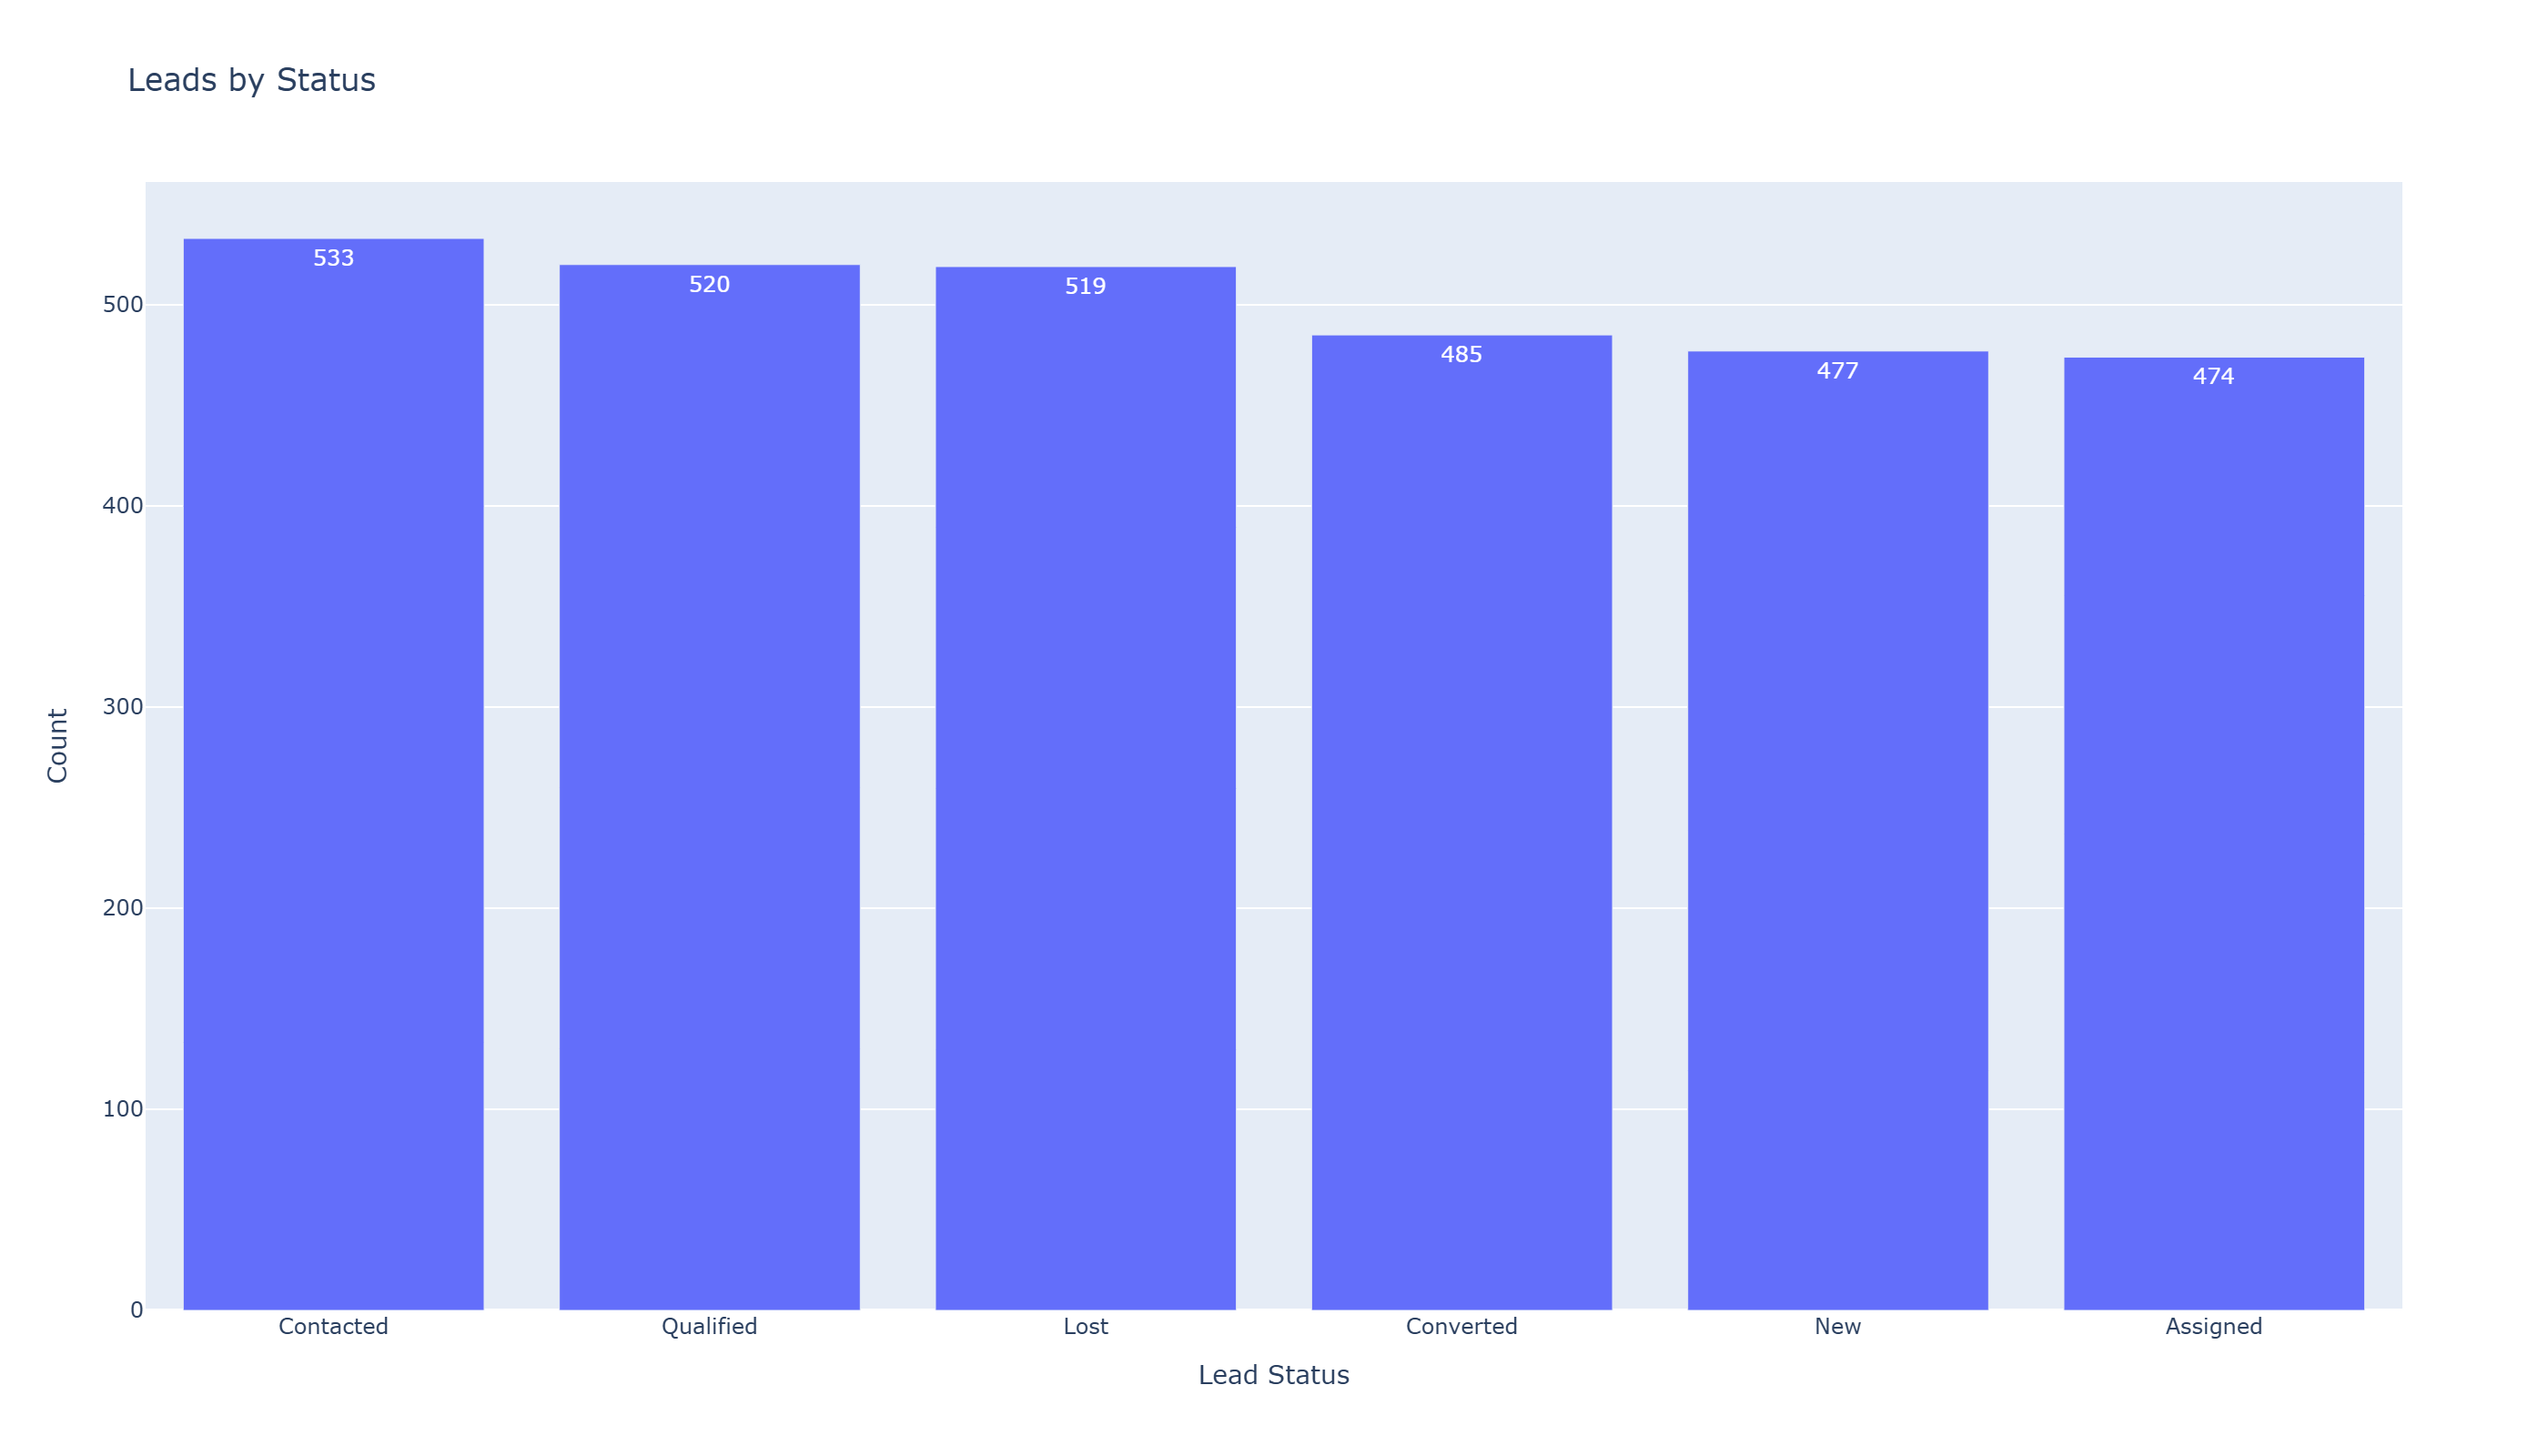 Leads by Status
533
520
519
485
477
474
500
400
300
200
100
0
Count
Contacted
Qualified
Lost
Converted
New
Assigned
Lead Status